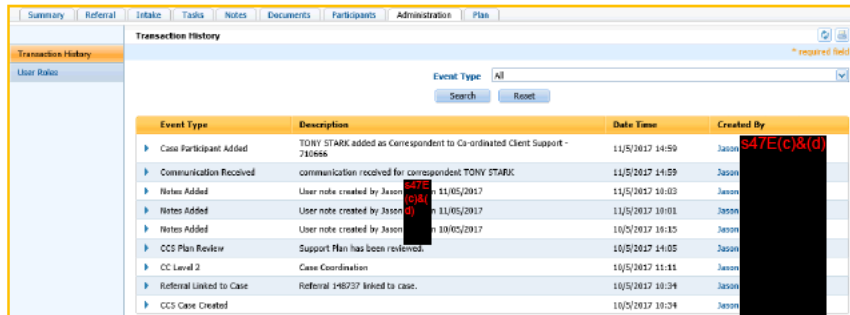 Summary Referral Intake Tasks Notes Documents Participants Administration Plan
Transaction History
* required field
Transaction History
User Roles
Event Type All
Search Reset
Event Type Description Date Time Created By
Case Participant Added TONY STARK added as Correspondent to Co-ordinated Client Support - 710666 11/5/2017 14:59 Jason s47E(c)&(d)
Communication Received communication received for correspondent TONY STARK 11/5/2017 14:59 Jason
Notes Added User note created by Jason s47E (c)&( d) n 11/05/2017 11/5/2017 10:03 Jason
Notes Added User note created by Jason n 11/05/2017 11/5/2017 10:01 Jason
Notes Added User note created by Jason n 10/05/2017 10/5/2017 16:15 Jason
CCS Plan Review Support Plan has been reviewed. 10/5/2017 14:05 Jason
CC Level 2 Case Coordination 10/5/2017 11:11 Jason
Referral Linked to Case Referral 148737 linked to case. 10/5/2017 10:34 Jason
CCS Case Created 10/5/2017 10:34 Jason